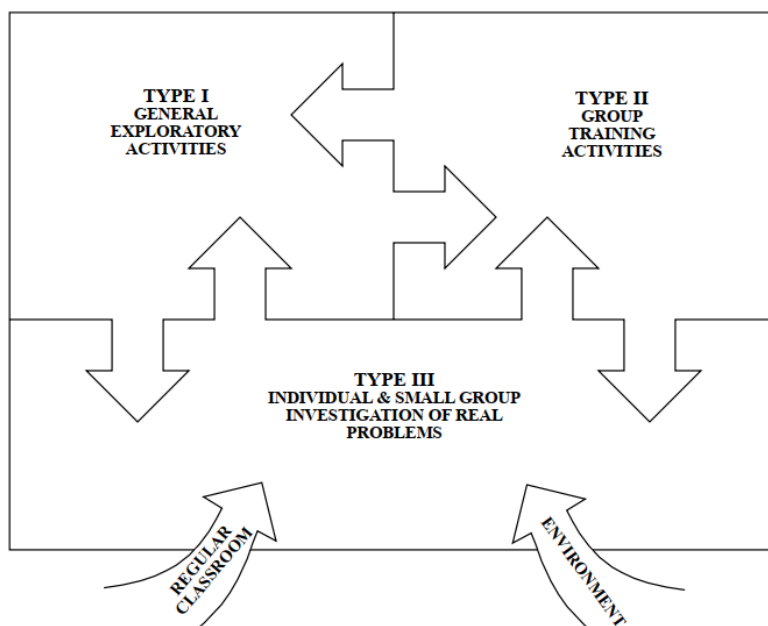 TYPE I
GENERAL
EXPLORATORY
ACTIVITIES
TYPE II
GROUP
TRAINING
ACTIVITIES
TYPE III
INDIVIDUAL & SMALL GROUP
INVESTIGATION OF REAL
PROBLEMS
REGULAR
CLASSROOM
ENVIRONMENT